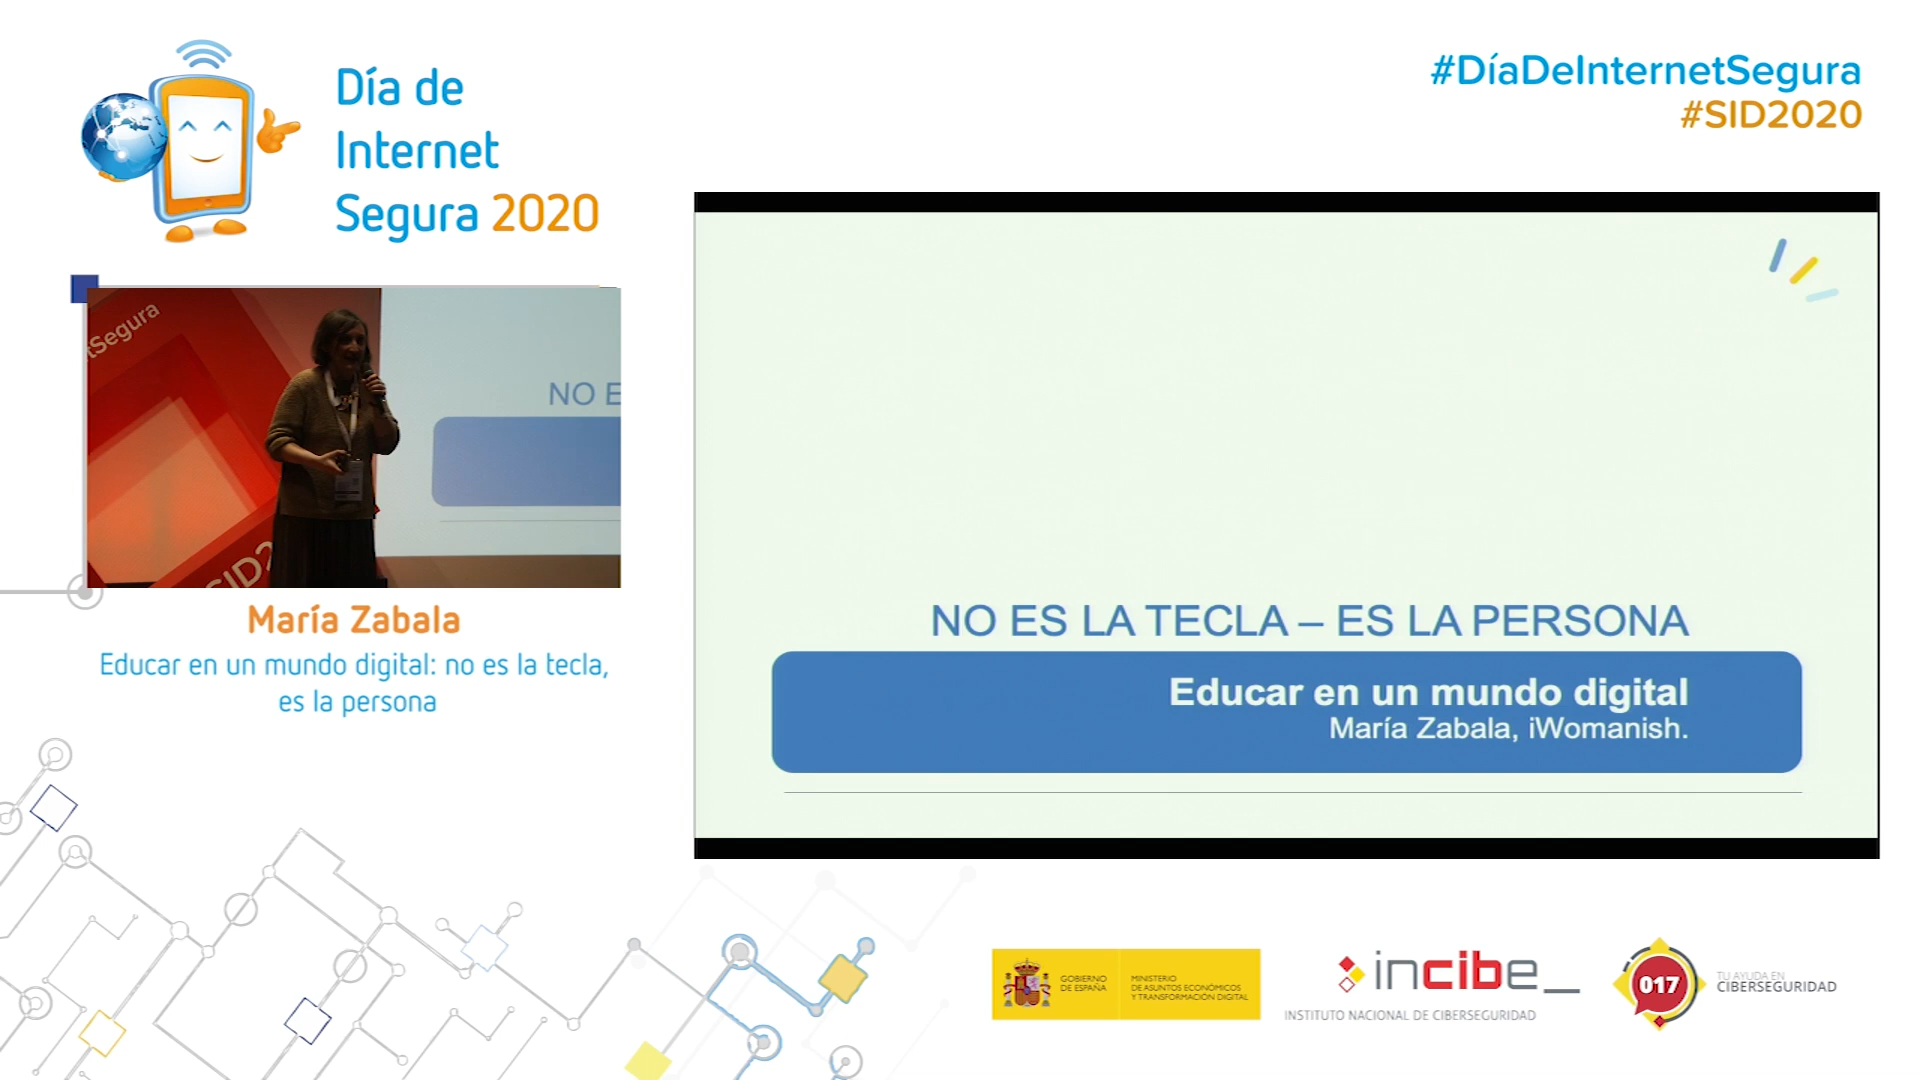 Día de
Internet
Segura 2020
#DíaDeInternetSegura
#SID2020
tSegura
NO E
SID2
María Zabala
Educar en un mundo digital: no es la tecla,
es la persona
NO ES LA TECLA – ES LA PERSONA
Educar en un mundo digital
María Zabala, iWomanish.
GOBIERNO
DE ESPAÑA
MINISTERIO
DE ASUNTOS ECONÓMICOS
Y TRANSFORMACIÓN DIGITAL
incibe_
INSTITUTO NACIONAL DE CIBERSEGURIDAD
017
TU AYUDA EN
CIBERSEGURIDAD